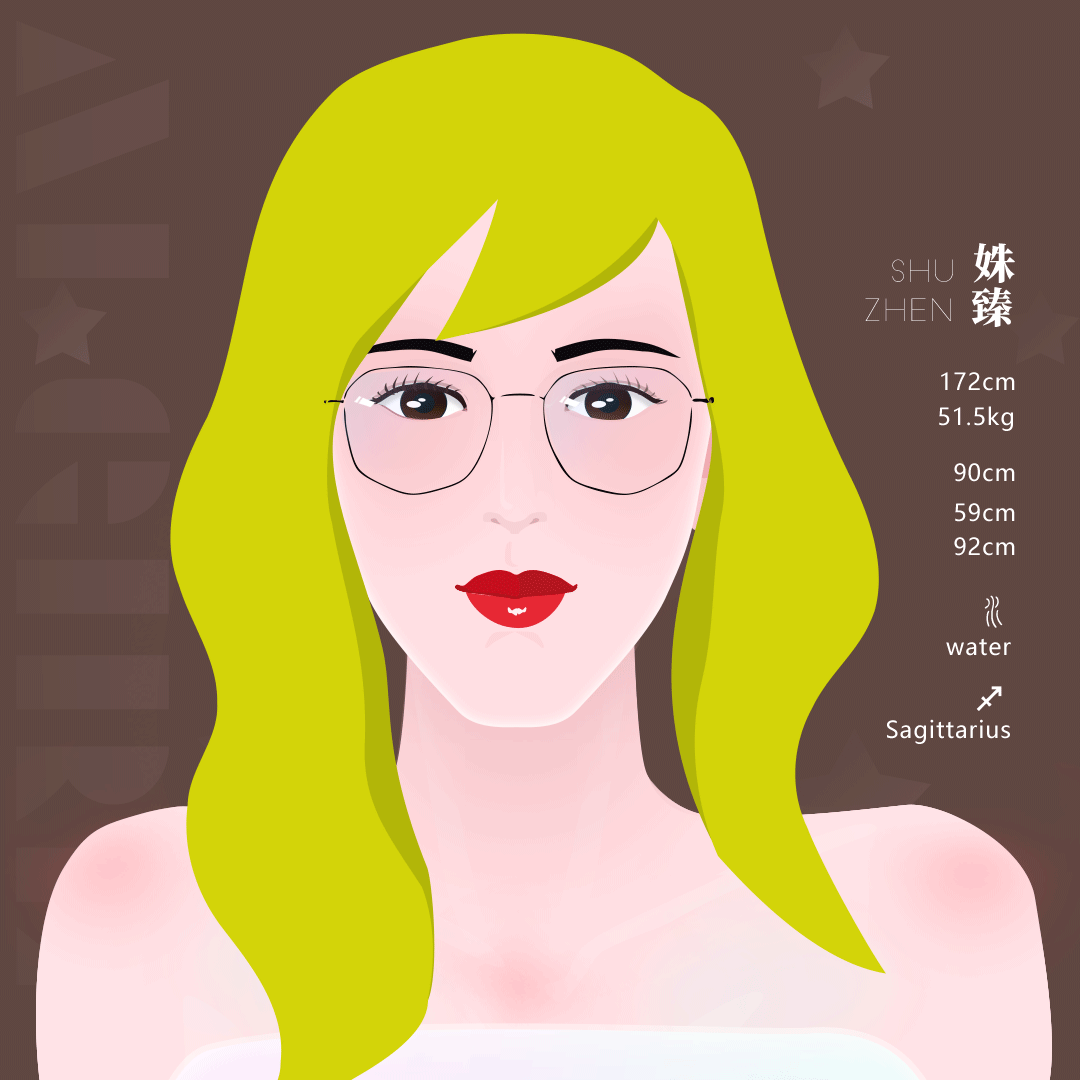 姝
臻
SHU
ZHEN
172cm
51.5kg
90cm
59cm
92cm
water
Sagittarius